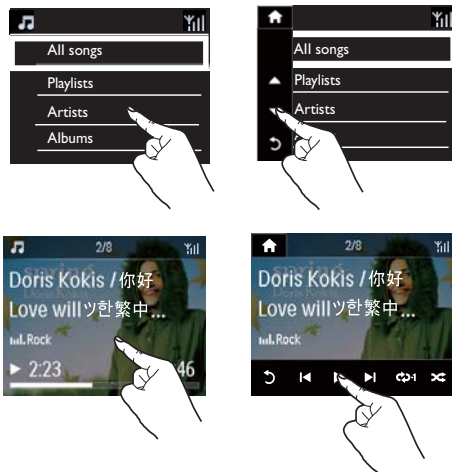 All songs
Playlists
Artists
Albums
All songs
Playlists
Artists
2/8
Doris Kokis /你好
Love willツ한繁中...
Rock
2:23
46
2/8
Doris Kokis /你好
Love willツ한繁中...
Rock
1